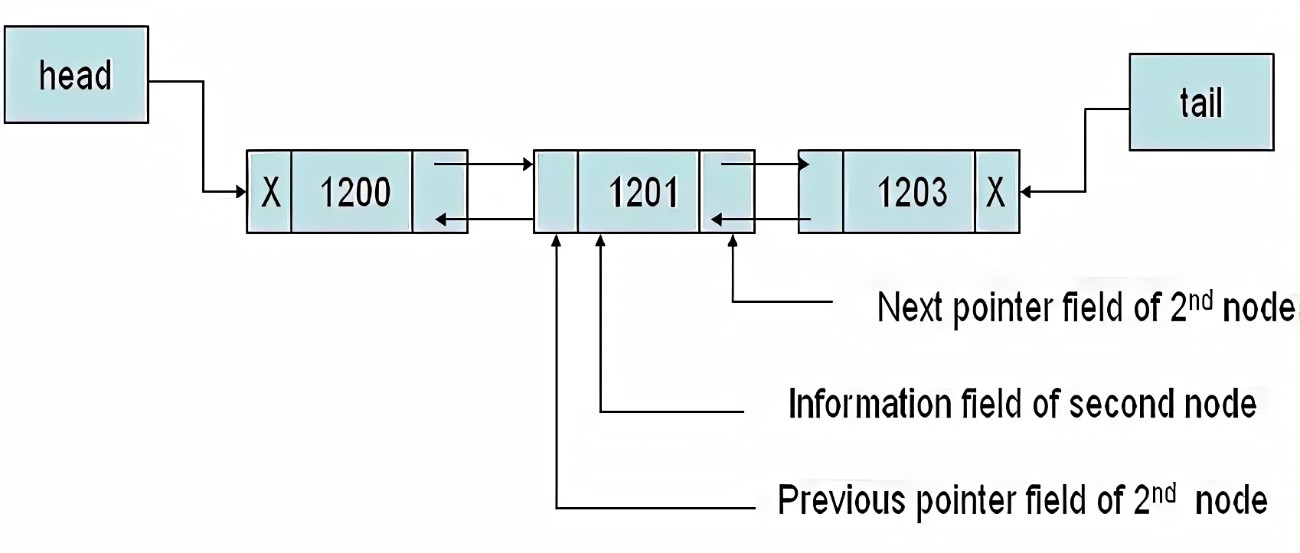 head
tail
X 1200
1201
1203 X
Next pointer field of 2nd node
Information field of second node
Previous pointer field of 2nd node